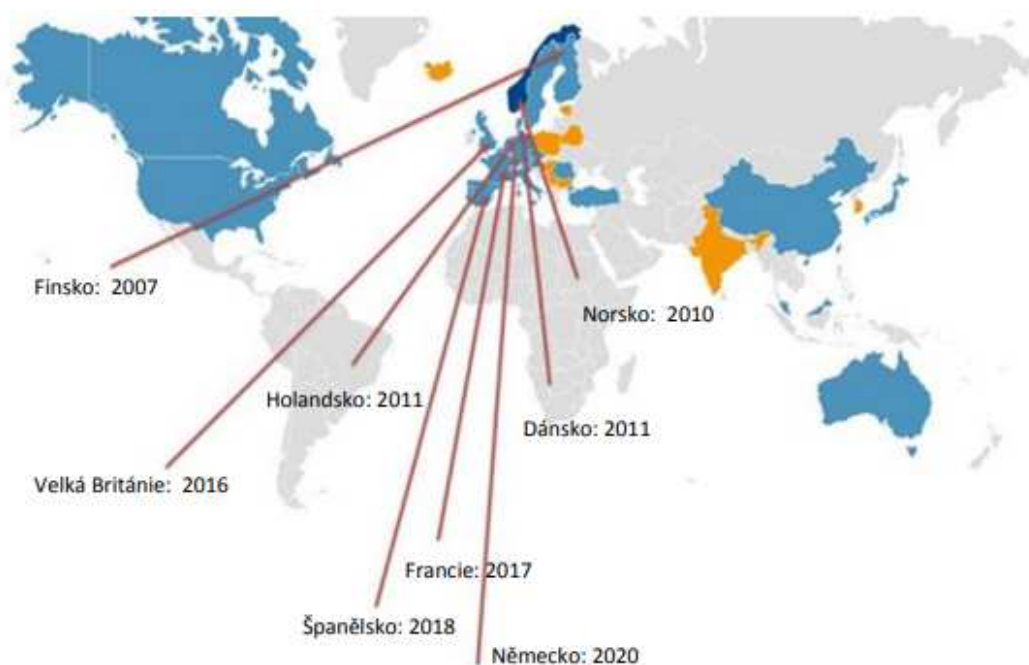 Finsko: 2007
Norsko: 2010
Holandsko: 2011
Dánsko: 2011
Velká Británie: 2016
Francie: 2017
Španělsko: 2018
Německo: 2020